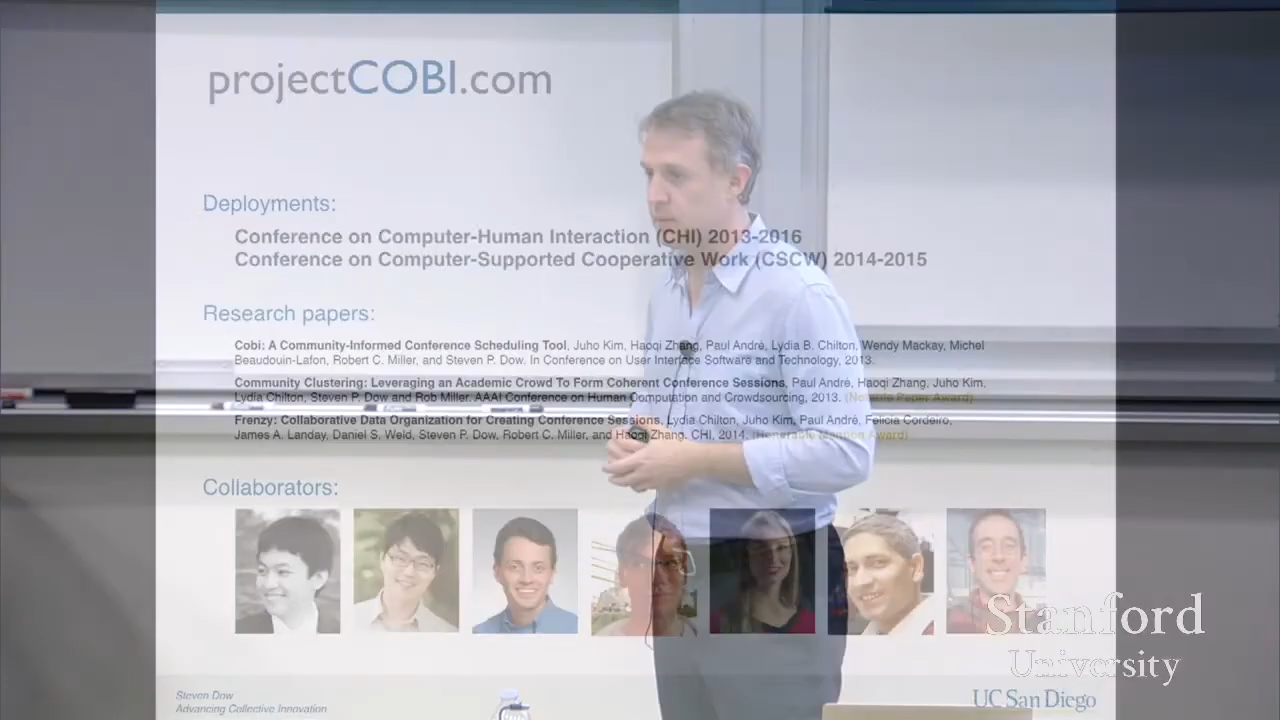 projectCOBI.com
Deployments:
Conference on Computer-Human Interaction (CHI) 2013-2016
Conference on Computer-Supported Cooperative Work (CSCW) 2014-2015
Research papers:
Cobi: A Community-Informed Conference Scheduling Tool, Juho Kim, Haoqi Zhang, Paul André, Lydia B. Chilton, Wendy Mackay, Michel
Beaudouin-Lafon, Robert C. Miller, and Steven P. Dow. In Conference on User Interface Software and Technology, 2013.
Community Clustering: Leveraging an Academic Crowd To Form Coherent Conference Sessions, Paul André, Haoqi Zhang, Juho Kim,
Lydia Chilton, Steven P. Dow and Rob Miller. AAAI Conference on Human Computation and Crowdsourcing, 2013. (Notable Paper Award)
Frenzy: Collaborative Data Organization for Creating Conference Sessions, Lydia Chilton, Juho Kim, Paul André, Felicia Cordeiro,
James A. Landay, Daniel S. Weld, Steven P. Dow, Robert C. Miller, and Haoqi Zhang. CHI, 2014. (Honorable Mention Award)
Collaborators:
Stanford
University
Steven Dow
Advancing Collective Innovation
UC San Diego